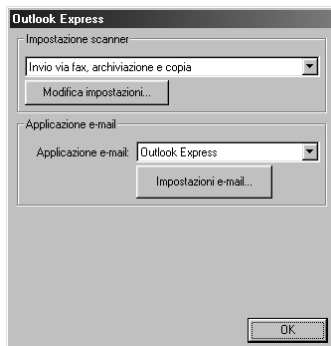 Outlook Express
Impostazione scanner
Invio via fax, archiviazione e copia
Modifica impostazioni...
Applicazione e-mail
Applicazione e-mail: Outlook Express
Impostazioni e-mail...
OK